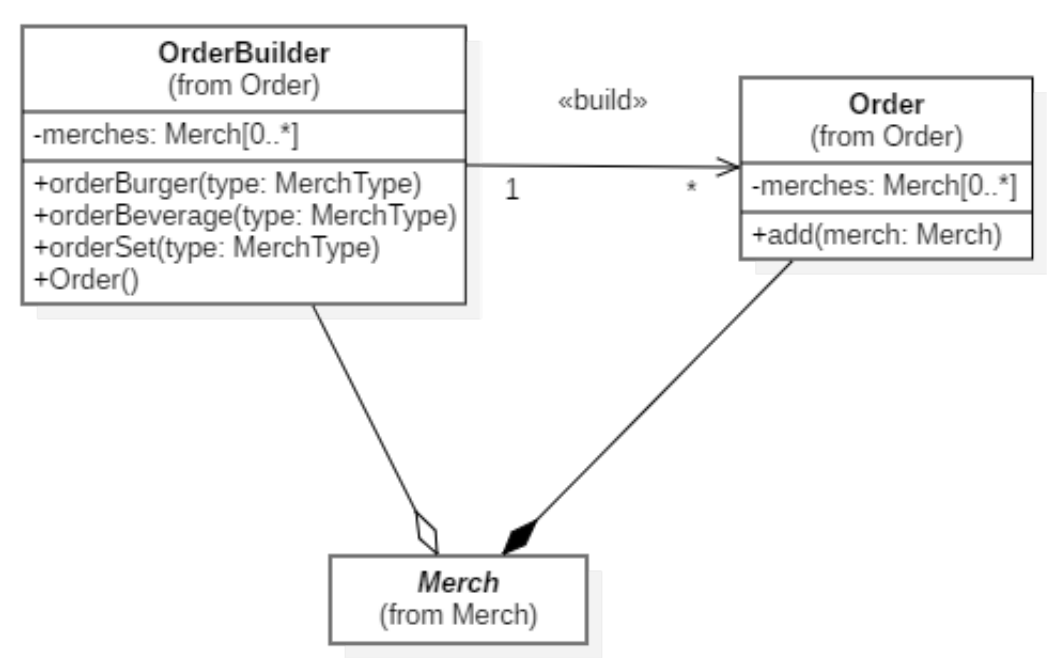 OrderBuilder
(from Order)
-merches: Merch[0..*]
+orderBurger(type: MerchType)
+orderBeverage(type: MerchType)
+orderSet(type: MerchType)
+Order()
«build»
1
*
Order
(from Order)
-merches: Merch[0..*]
+add(merch: Merch)
Merch
(from Merch)